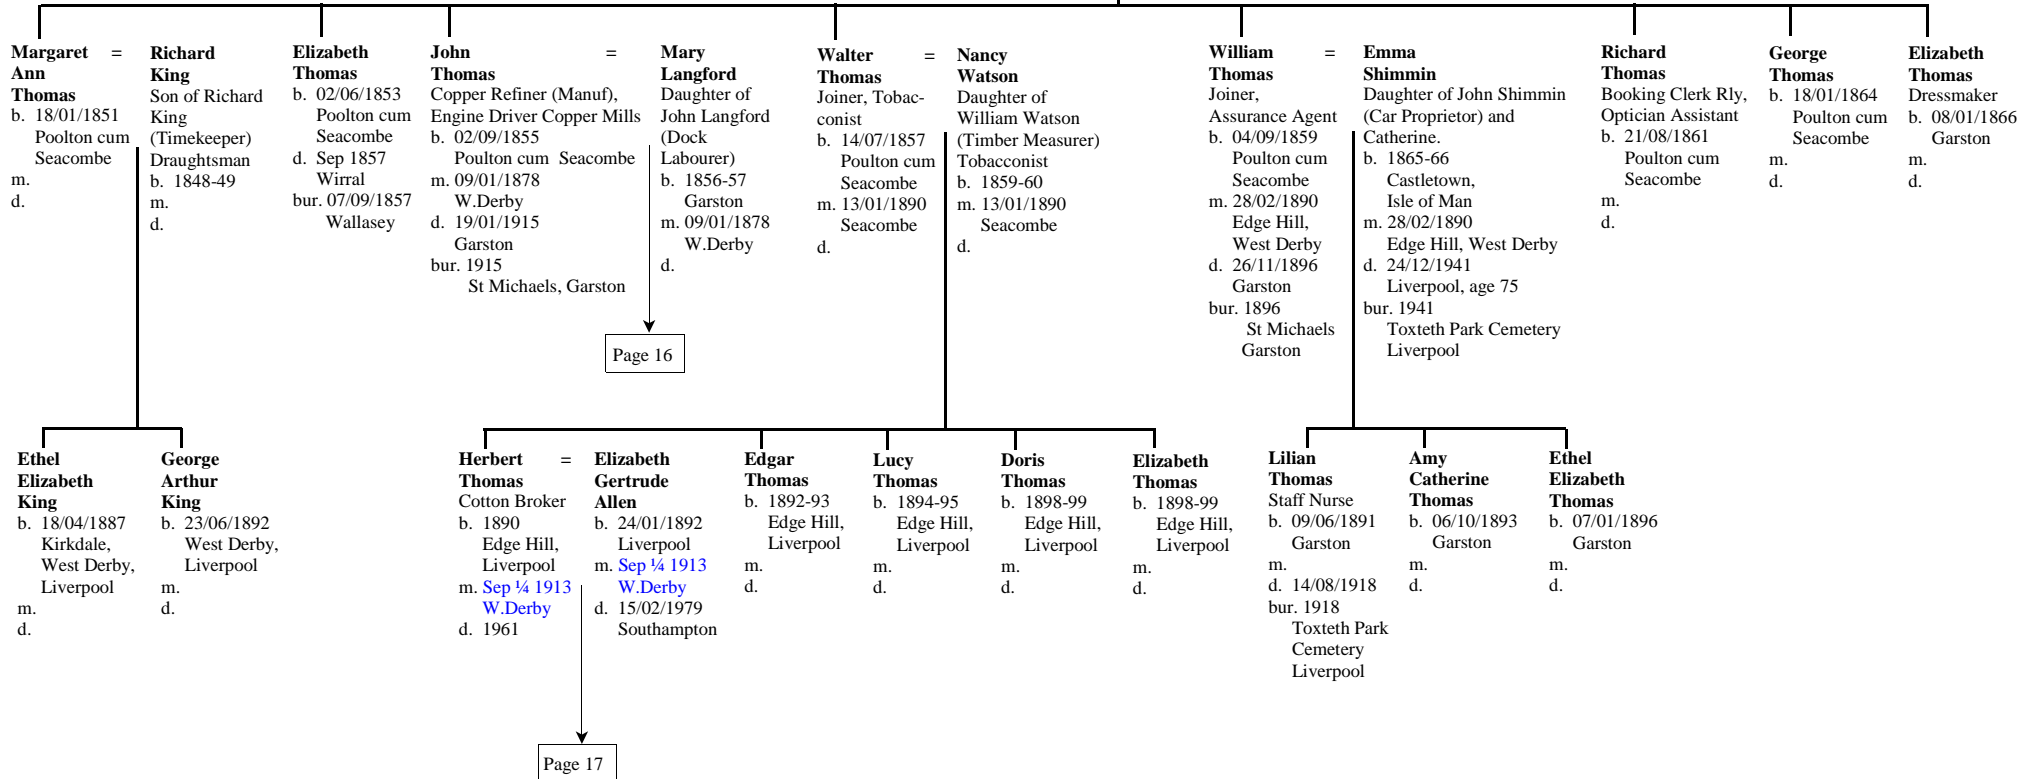 Margaret =
Ann
Thomas
b. 18/01/1851
Poolton cum
Seacombe
m.
d.
Richard
King
Son of Richard
King
(Timekeeper)
Draughtsman
b. 1848-49
m.
d.
Elizabeth
Thomas
b. 02/06/1853
Poulton cum
Seacombe
d. Sep 1857
Wirral
bur. 07/09/1857
Wallasey
John =
Thomas
Copper Refiner (Manuf),
Engine Driver Copper Mills
b. 02/09/1855
Poulton cum Seacombe
m. 09/01/1878
W.Derby
d. 19/01/1915
Garston
bur. 1915
St Michaels, Garston
Mary
Langford
Daughter of
John Langford
(Dock
Labourer)
b. 1856-57
Garston
m. 09/01/1878
W.Derby
d.
Page 16
Walter =
Thomas
Joiner, Tobac-
conist
b. 14/07/1857
Poulton cum
Seacombe
m. 13/01/1890
Seacombe
d.
Nancy
Watson
Daughter of
William Watson
(Timber Measurer)
Tobacconist
b. 1859-60
m. 13/01/1890
Seacombe
d.
William =
Thomas
Joiner,
Assurance Agent
b. 04/09/1859
Poulton cum
Seacombe
m. 28/02/1890
Edge Hill,
West Derby
d. 26/11/1896
Garston
bur. 1896
St Michaels
Garston
Emma
Shimmin
Daughter of John Shimmin
(Car Proprietor) and
Catherine.
b. 1865-66
Castletown,
Isle of Man
m. 28/02/1890
Edge Hill, West Derby
d. 24/12/1941
Liverpool, age 75
bur. 1941
Toxteth Park Cemetery
Liverpool
Richard
Thomas
Booking Clerk Rly,
Optician Assistant
b. 21/08/1861
Poulton cum
Seacombe
m.
d.
George
Thomas
b. 18/01/1864
Poulton cum
Seacombe
m.
d.
Elizabeth
Thomas
Dressmaker
b. 08/01/1866
Garston
m.
d.
Ethel
Elizabeth
King
b. 18/04/1887
Kirkdale,
West Derby,
Liverpool
m.
d.
George
Arthur
King
b. 23/06/1892
West Derby,
Liverpool
m.
d.
Herbert =
Thomas
Cotton Broker
b. 1890
Edge Hill,
Liverpool
m. Sep ¼ 1913
W.Derby
d. 1961
Elizabeth
Gertrude
Allen
b. 24/01/1892
Liverpool
m. Sep ¼ 1913
W.Derby
d. 15/02/1979
Southampton
Page 17
Edgar
Thomas
b. 1892-93
Edge Hill,
Liverpool
m.
d.
Lucy
Thomas
b. 1894-95
Edge Hill,
Liverpool
m.
d.
Doris
Thomas
b. 1898-99
Edge Hill,
Liverpool
m.
d.
Elizabeth
Thomas
b. 1898-99
Edge Hill,
Liverpool
m.
d.
Lilian
Thomas
Staff Nurse
b. 09/06/1891
Garston
m.
d. 14/08/1918
bur. 1918
Toxteth Park
Cemetery
Liverpool
Amy
Catherine
Thomas
b. 06/10/1893
Garston
m.
d.
Ethel
Elizabeth
Thomas
b. 07/01/1896
Garston
m.
d.